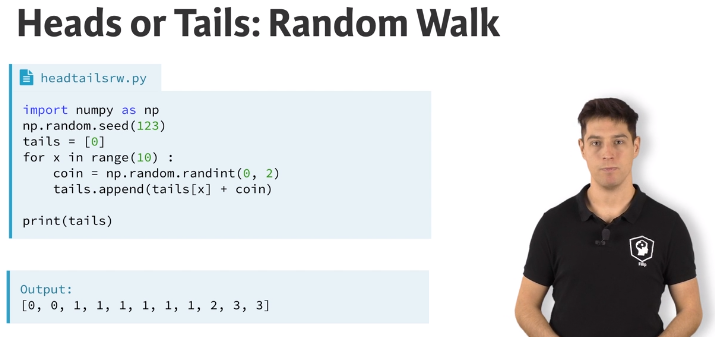 Heads or Tails: Random Walk
headtailsrw.py
import numpy as np
np.random.seed(123)
tails = [0]
for x in range(10) :
    coin = np.random.randint(0, 2)
    tails.append(tails[x] + coin)
print(tails)
Output:
[0, 0, 1, 1, 1, 1, 1, 1, 2, 3, 3]